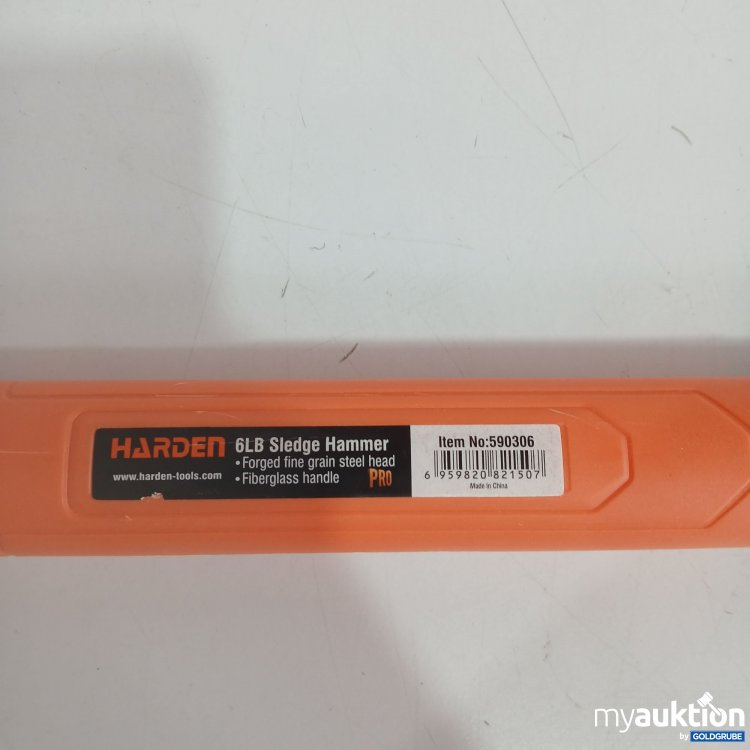 HARDEN
www.harden-tools.com
6LB Sledge Hammer
•Forged fine grain steel head
•Fiberglass handle
PRO
Item No:590306
6 959820 821507
Made in China
myauktion
by GOLDGRUBE